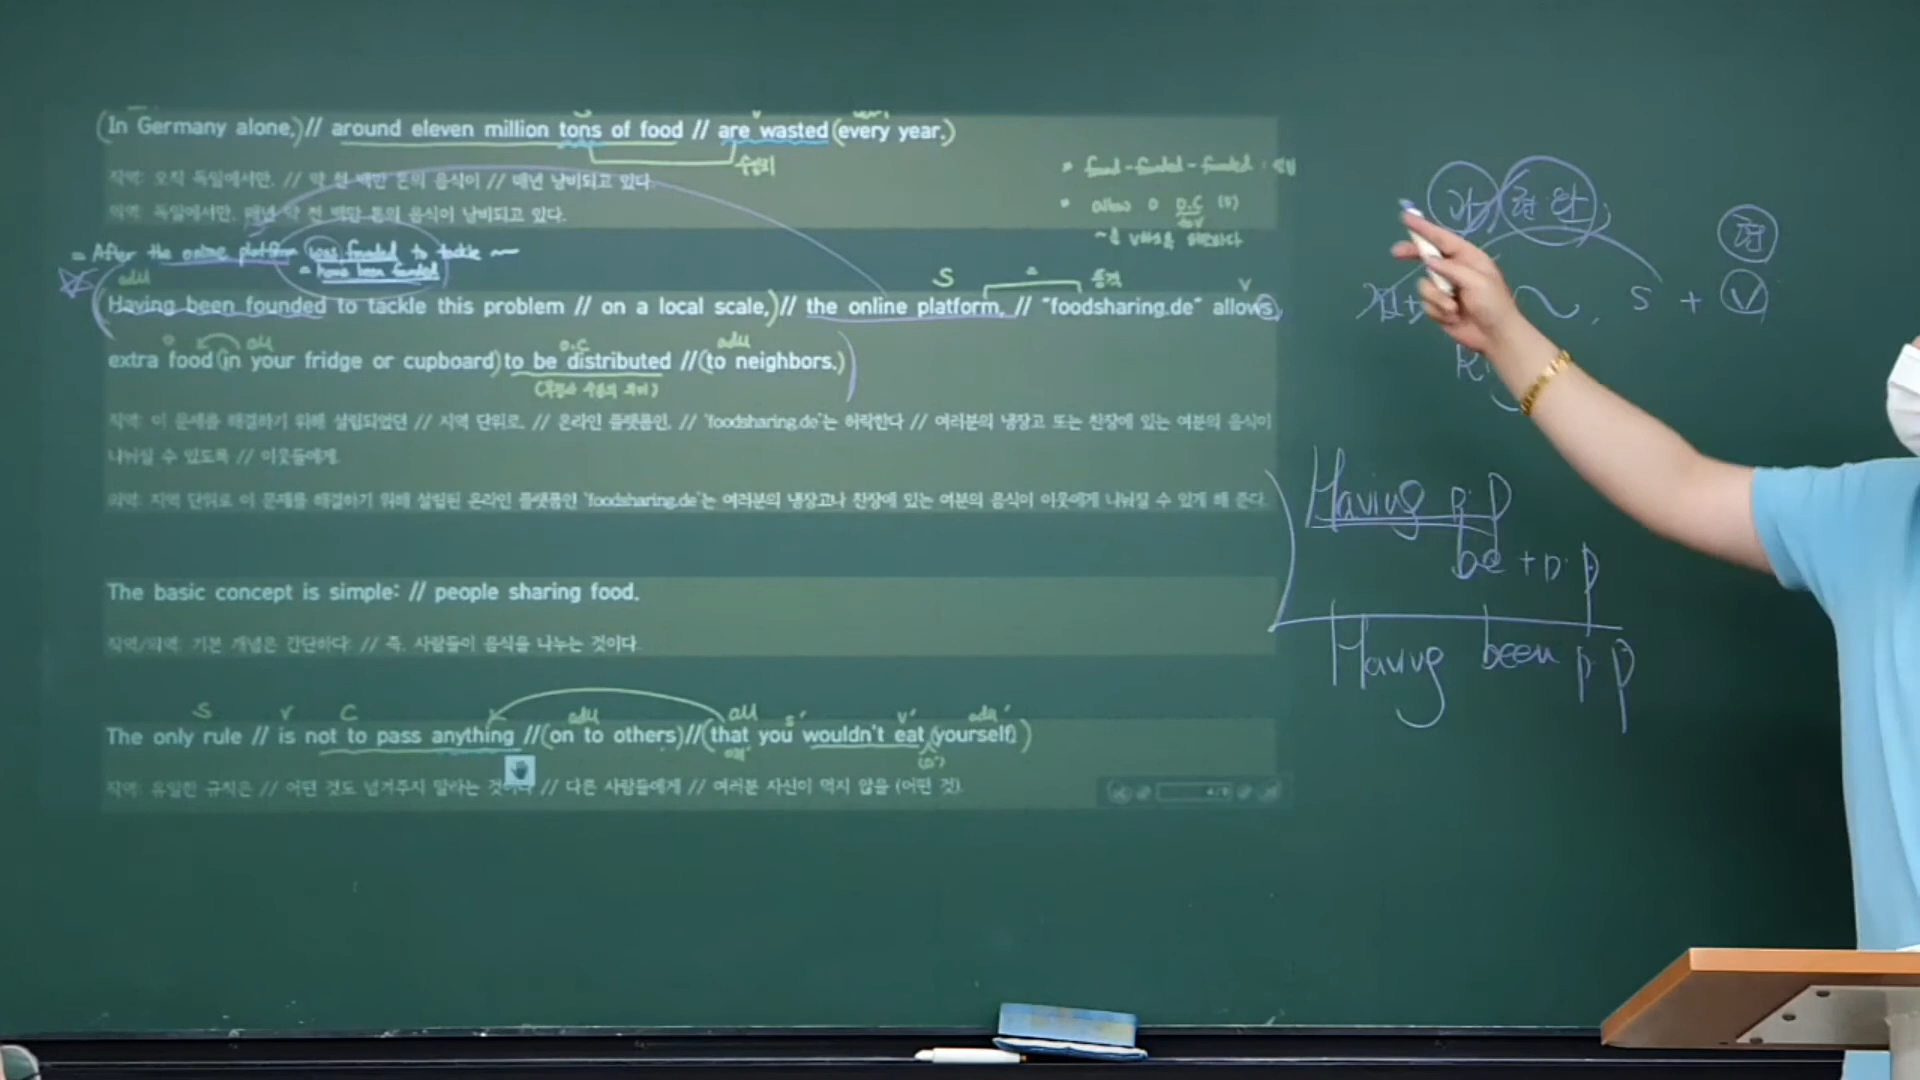 (In Germany alone,) // around eleven million tons of food // are wasted (every year.)
수일치
직역: 오직 독일에서만, // 약 천 백만 톤의 음식이 // 매년 낭비되고 있다.
의역: 독일에서만, 매년 약 천 백만 톤의 음식이 낭비되고 있다.
* found - founded - founded :
* allow O O.C
to V
= After the online platform was founded to tackle ~
= have been founded
adv S 동격 V
(Having been founded to tackle this problem // on a local scale,) // the online platform, // "foodsharing.de" allows
O O.C adv
extra food (in your fridge or cupboard) to be distributed // (to neighbors.)
직역: 이 문제를 해결하기 위해 설립되었던 // 지역 단위로, // 온라인 플랫폼인, // 'foodsharing.de'는 허락한다 // 여러분의 냉장고 또는 찬장에 있는 여분의 음식이
나눠질 수 있도록 // 이웃들에게.
의역: 지역 단위로 이 문제를 해결하기 위해 설립된 온라인 플랫폼인 'foodsharing.de'는 여러분의 냉장고나 찬장에 있는 여분의 음식이 이웃에게 나눠질 수 있게 해 준다.
The basic concept is simple: // people sharing food.
직역/의역: 기본 개념은 간단하다: // 즉, 사람들이 음식을 나누는 것이다.
S V C adv s' v' adv'
The only rule // is not to pass anything // (on to others) // (that you wouldn't eat (yourself.)
직역: 유일한 규칙은 // 어떤 것도 넘겨주지 말라는 것이다 // 다른 사람들에게 // 여러분 자신이 먹지 않을 (어떤 것).
현
, S + V
Having p.p
be + p.p
Having been p.p